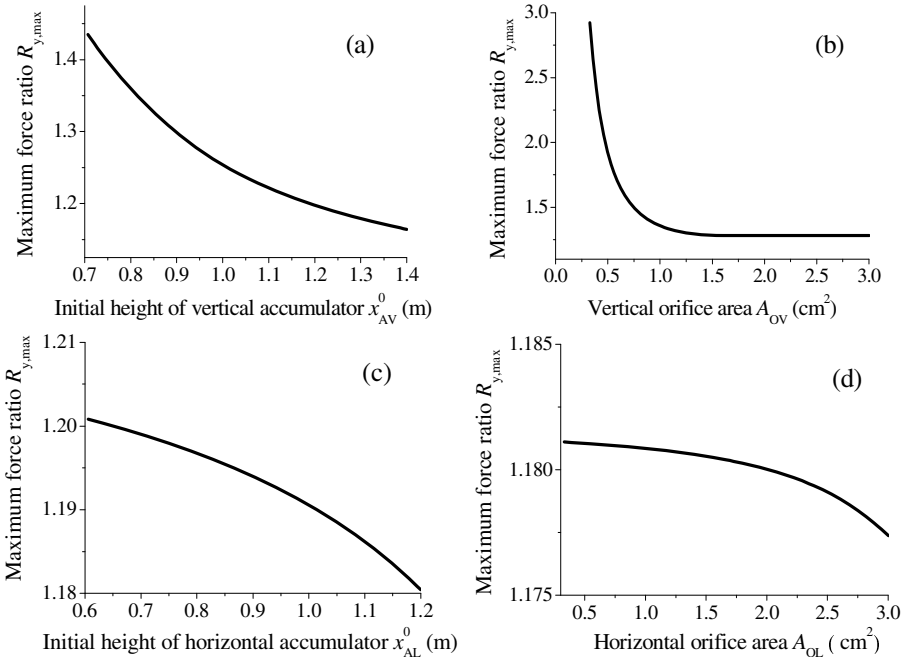 (a)
Maximum force ratio R_y,max
1.4
1.3
1.2
0.7 0.8 0.9 1.0 1.1 1.2 1.3 1.4
Initial height of vertical accumulator x⁰_AV (m)
(b)
Maximum force ratio R_y,max
3.0
2.5
2.0
1.5
0.0 0.5 1.0 1.5 2.0 2.5 3.0
Vertical orifice area A_OV (cm²)
(c)
Maximum force ratio R_y,max
1.21
1.20
1.19
1.18
0.6 0.7 0.8 0.9 1.0 1.1 1.2
Initial height of horizontal accumulator x⁰_AL (m)
(d)
Maximum force ratio R_y,max
1.185
1.180
1.175
0.5 1.0 1.5 2.0 2.5 3.0
Horizontal orifice area A_OL ( cm²)